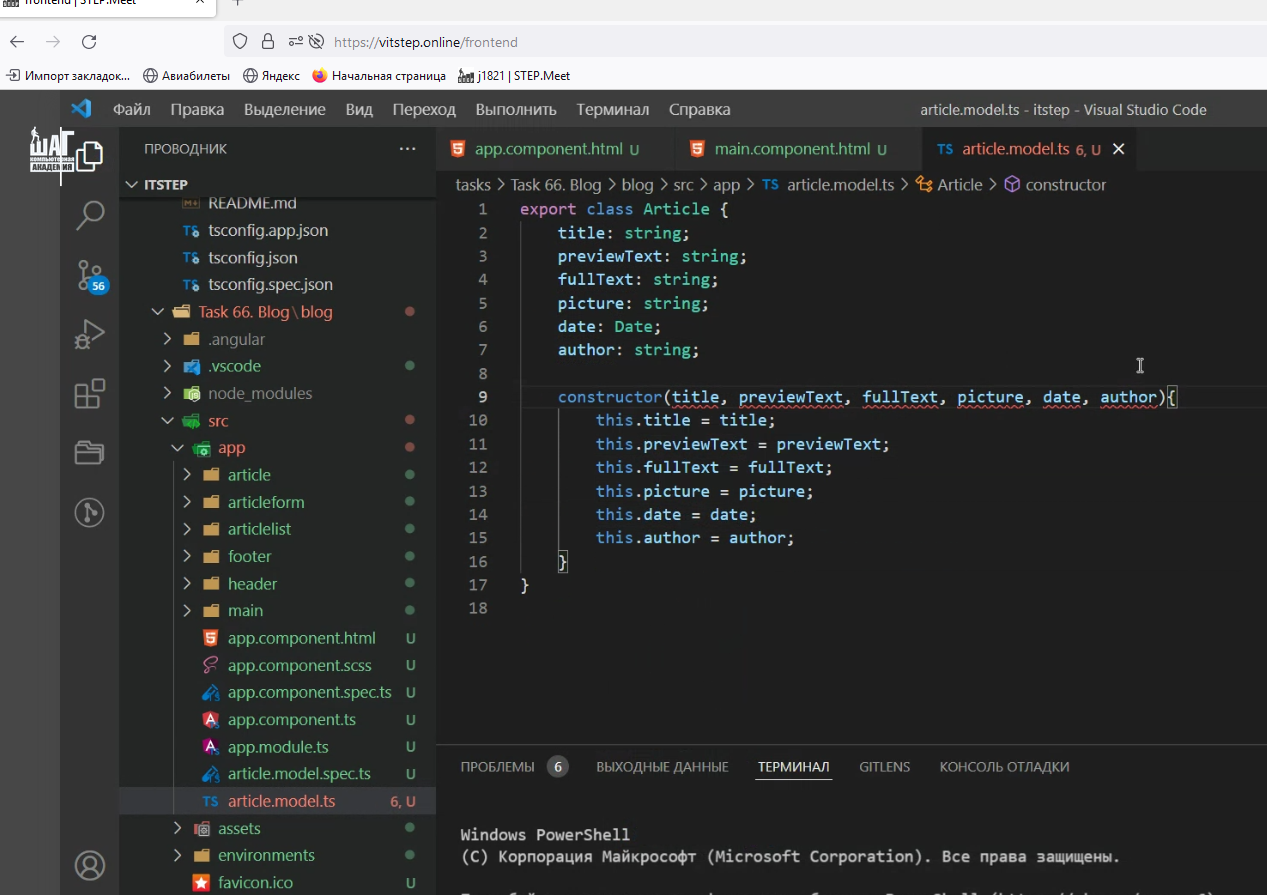 frontend | STEP.Meet
https://vitstep.online/frontend
Импорт закладок... Авиабилеты Яндекс Начальная страница j1821 | STEP.Meet
Файл Правка Выделение Вид Переход Выполнить Терминал Справка article.model.ts - itstep - Visual Studio Code
ШАГ
КОМПЬЮТЕРНАЯ
АКАДЕМИЯ
56
ПРОВОДНИК ...
ITSTEP
README.md
tsconfig.app.json
tsconfig.json
tsconfig.spec.json
Task 66. Blog\blog
.angular
.vscode
node_modules
src
app
article
articleform
articlelist
footer
header
main
app.component.html U
app.component.scss U
app.component.spec.ts U
app.component.ts U
app.module.ts U
article.model.spec.ts U
TS article.model.ts 6, U
assets
environments
favicon.ico U
app.component.html U main.component.html U TS article.model.ts 6, U
tasks > Task 66. Blog > blog > src > app > TS article.model.ts > Article > constructor
1 export class Article {
2 title: string;
3 previewText: string;
4 fullText: string;
5 picture: string;
6 date: Date;
7 author: string;
8
9 constructor(title, previewText, fullText, picture, date, author){
10 this.title = title;
11 this.previewText = previewText;
12 this.fullText = fullText;
13 this.picture = picture;
14 this.date = date;
15 this.author = author;
16 }
17 }
18
ПРОБЛЕМЫ 6 ВЫХОДНЫЕ ДАННЫЕ ТЕРМИНАЛ GITLENS КОНСОЛЬ ОТЛАДКИ
Windows PowerShell
(C) Корпорация Майкрософт (Microsoft Corporation). Все права защищены.